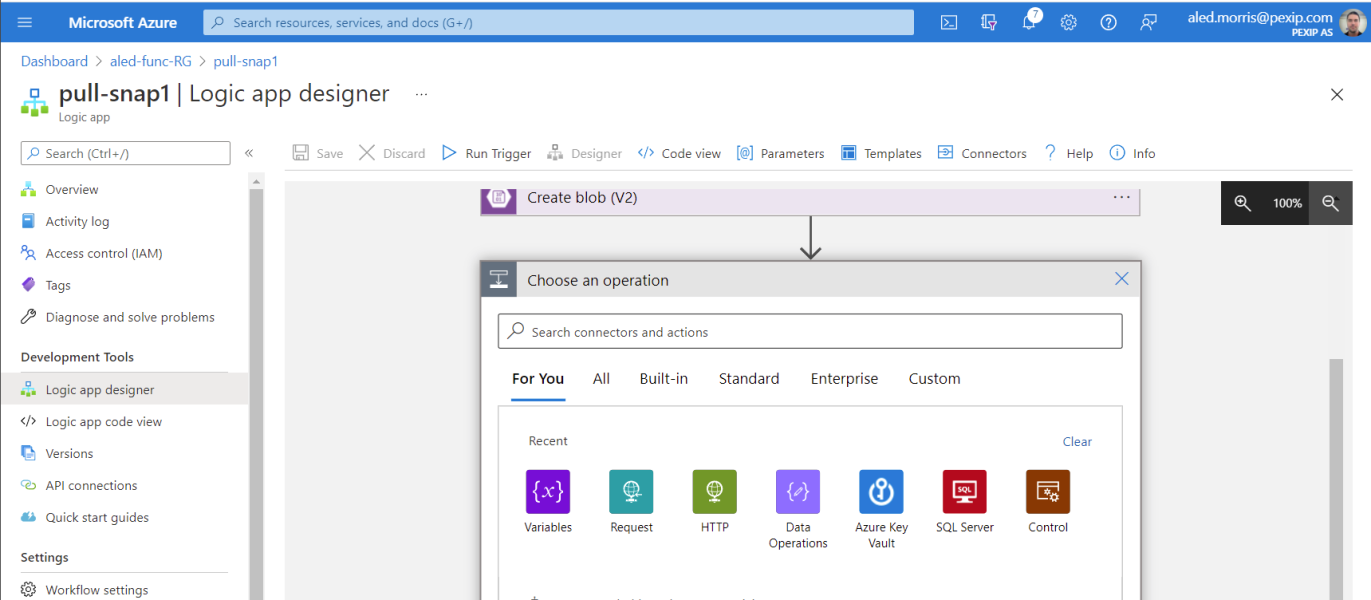 Microsoft Azure
Search resources, services, and docs (G+/)
7
aled.morris@pexip.com
PEXIP AS
Dashboard > aled-func-RG > pull-snap1
pull-snap1 | Logic app designer ...
Logic app
Search (Ctrl+/)
«
Save
Discard
Run Trigger
Designer
Code view
Parameters
Templates
Connectors
Help
Info
Overview
Activity log
Access control (IAM)
Tags
Diagnose and solve problems
Development Tools
Logic app designer
Logic app code view
Versions
API connections
Quick start guides
Settings
Workflow settings
Create blob (V2)
...
100%
Choose an operation
Search connectors and actions
For You
All
Built-in
Standard
Enterprise
Custom
Recent
Clear
Variables
Request
HTTP
Data
Operations
Azure Key
Vault
SQL
SQL Server
Control